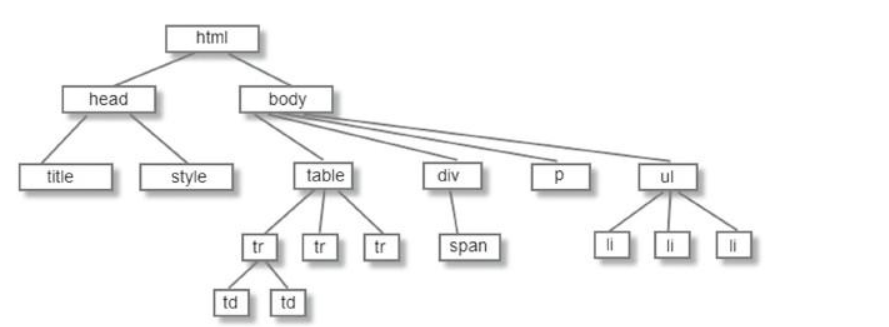 html
head body
title style table div p ul
tr tr tr span li li li
td td